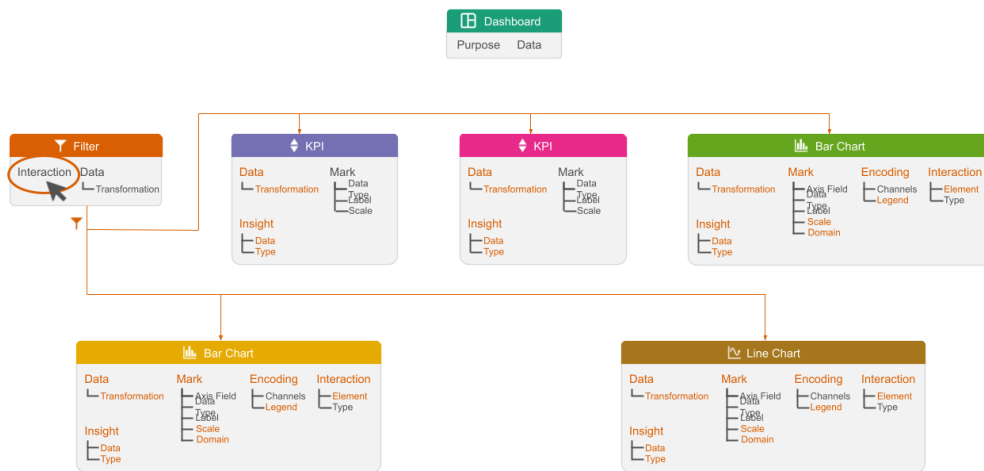 Dashboard
Purpose Data
Filter
Interaction Data
Transformation
KPI
Data Mark
Transformation
Data
Type
Label
Scale
Insight
Data
Type
KPI
Data Mark
Transformation
Data
Type
Label
Scale
Insight
Data
Type
Bar Chart
Data Mark Encoding Interaction
Transformation Axis Field Channels Element
Data
Type
Legend Type
Label
Scale
Domain
Insight
Data
Type
Bar Chart
Data Mark Encoding Interaction
Transformation Axis Field Channels Element
Data
Type
Legend Type
Label
Scale
Domain
Insight
Data
Type
Line Chart
Data Mark Encoding Interaction
Transformation Axis Field Channels Element
Data
Type
Legend Type
Label
Scale
Domain
Insight
Data
Type